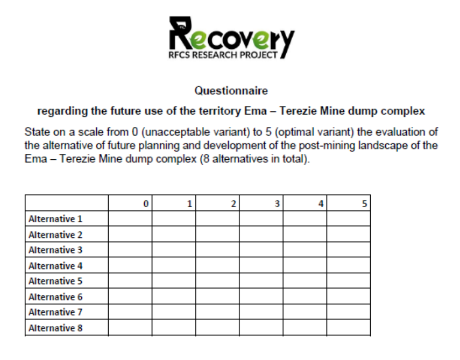 Recovery
RFCS RESEARCH PROJECT
Questionnaire
regarding the future use of the territory Ema – Terezie Mine dump complex
State on a scale from 0 (unacceptable variant) to 5 (optimal variant) the evaluation of
the alternative of future planning and development of the post-mining landscape of the
Ema – Terezie Mine dump complex (8 alternatives in total).
0 1 2 3 4 5
Alternative 1
Alternative 2
Alternative 3
Alternative 4
Alternative 5
Alternative 6
Alternative 7
Alternative 8